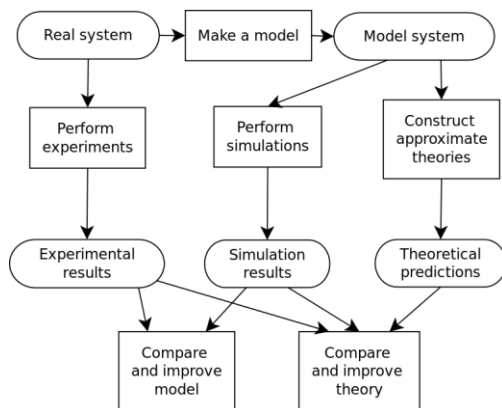 Real system
Make a model
Model system
Perform
experiments
Perform
simulations
Construct
approximate
theories
Experimental
results
Simulation
results
Theoretical
predictions
Compare
and improve
model
Compare
and improve
theory